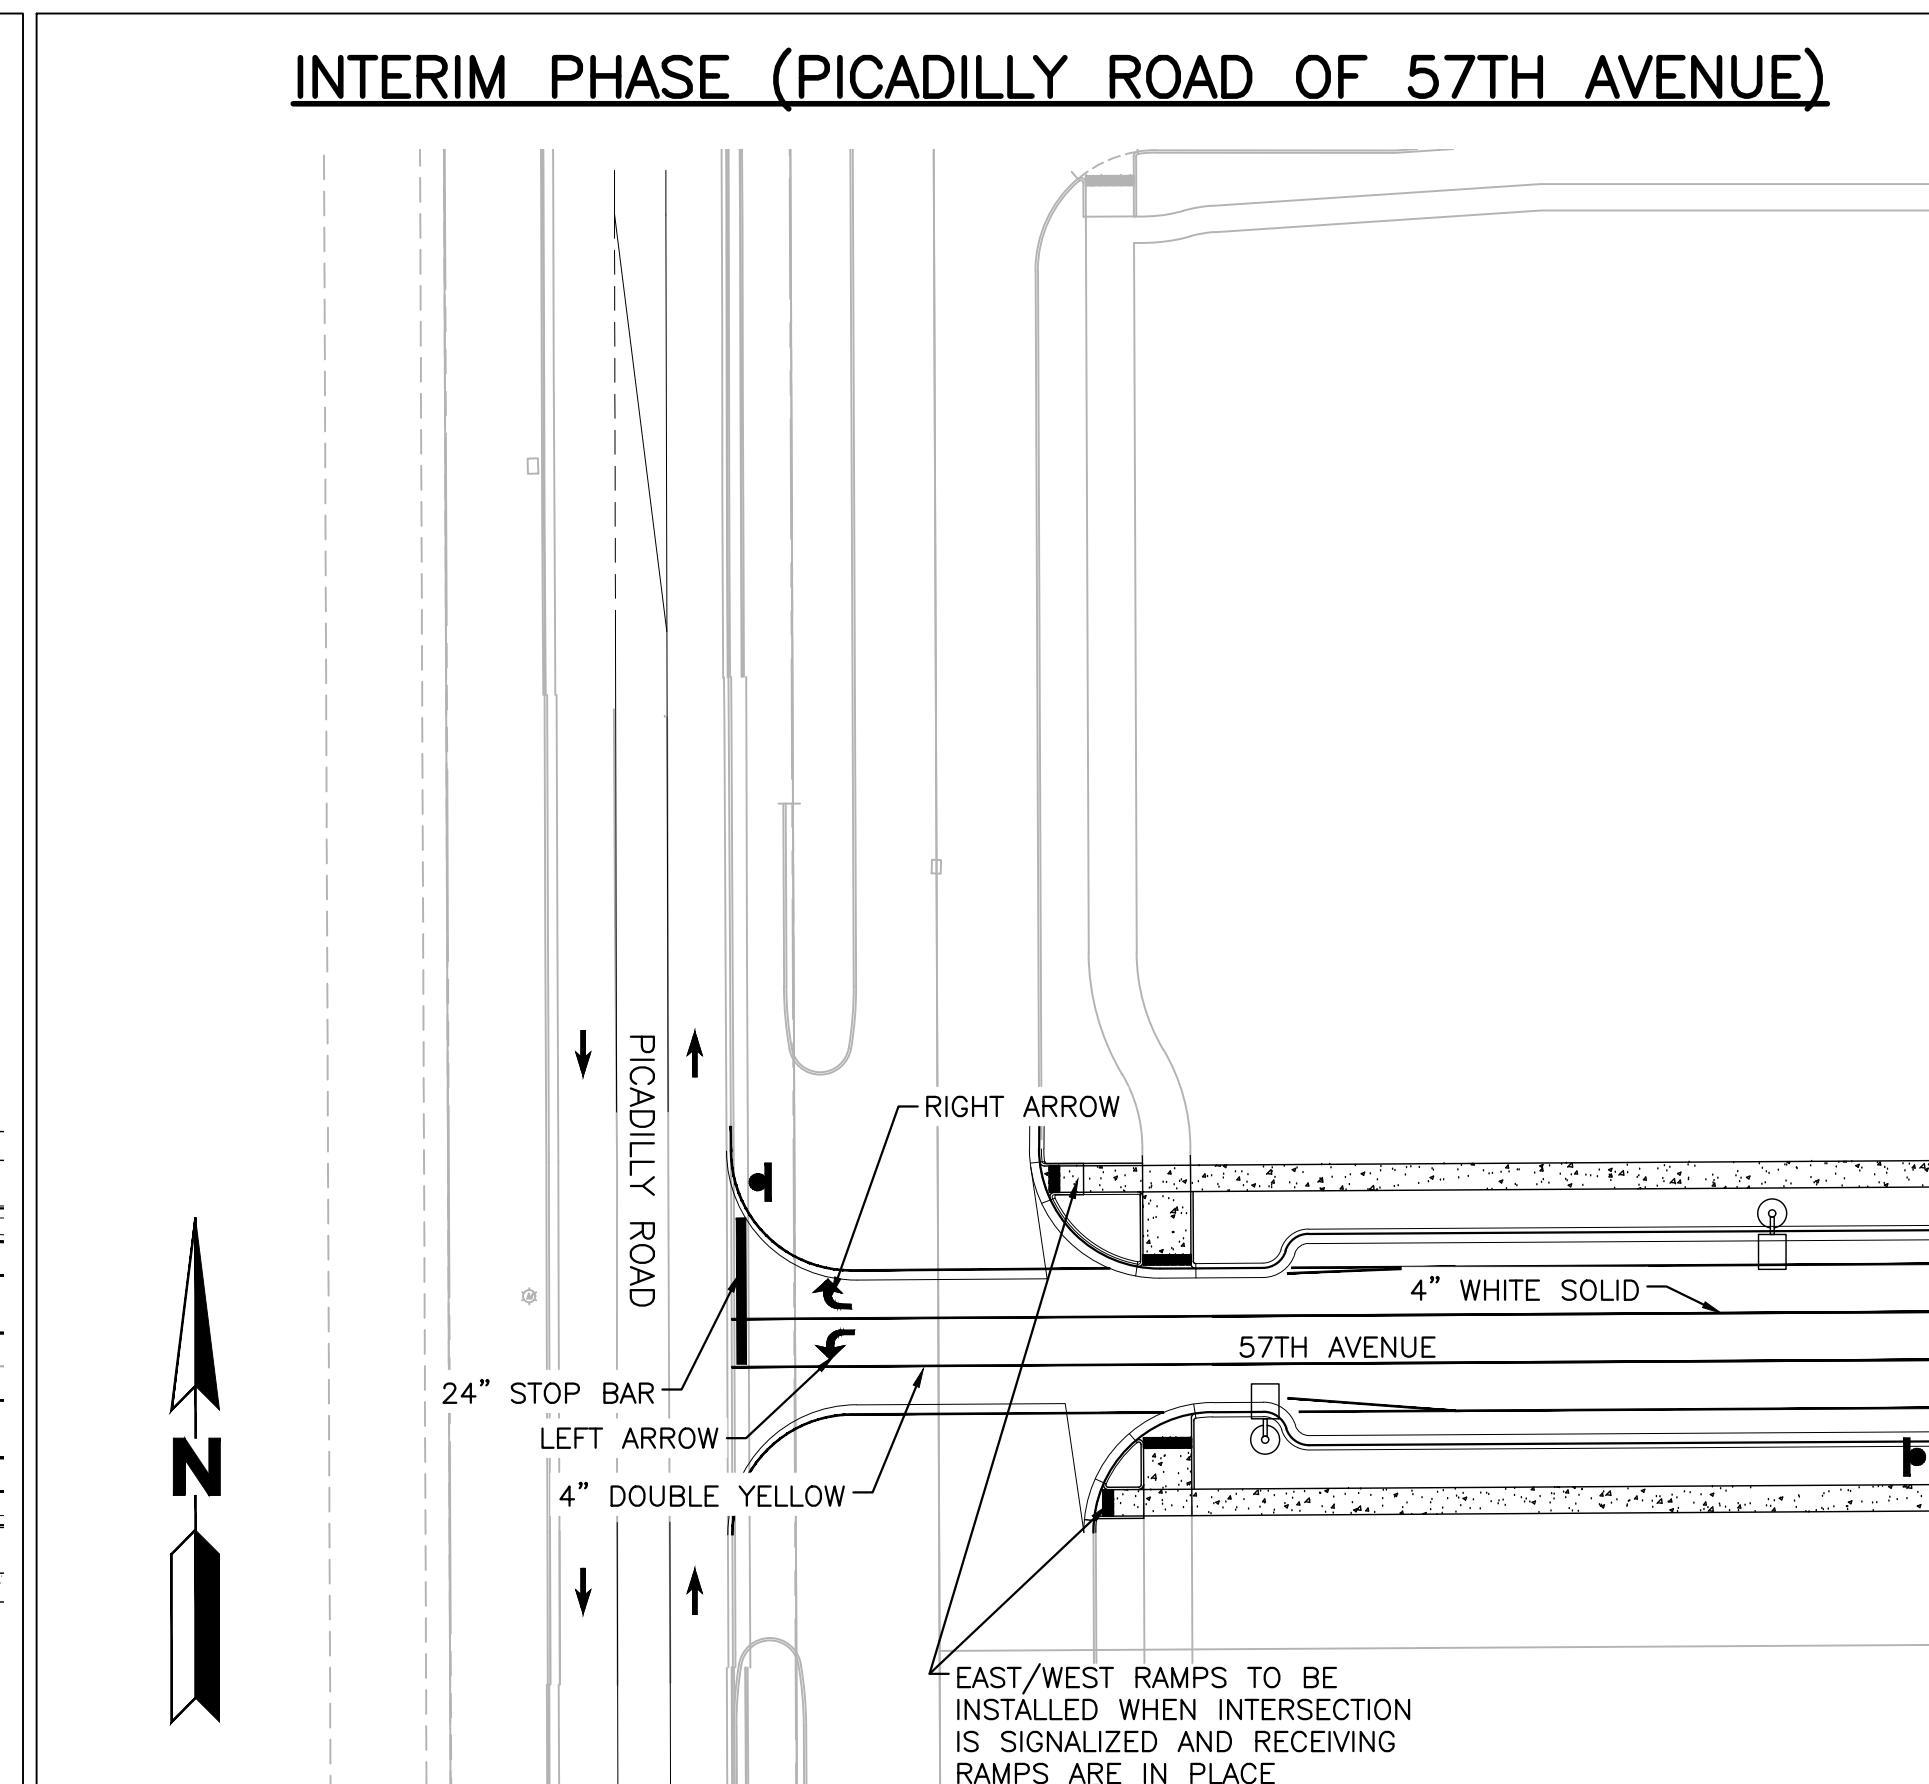 INTERIM PHASE (PICADILLY ROAD OF 57TH AVENUE)
PICADILLY ROAD
RIGHT ARROW
4” WHITE SOLID
57TH AVENUE
24” STOP BAR
LEFT ARROW
4” DOUBLE YELLOW
N
EAST/WEST RAMPS TO BE
INSTALLED WHEN INTERSECTION
IS SIGNALIZED AND RECEIVING
RAMPS ARE IN PLACE